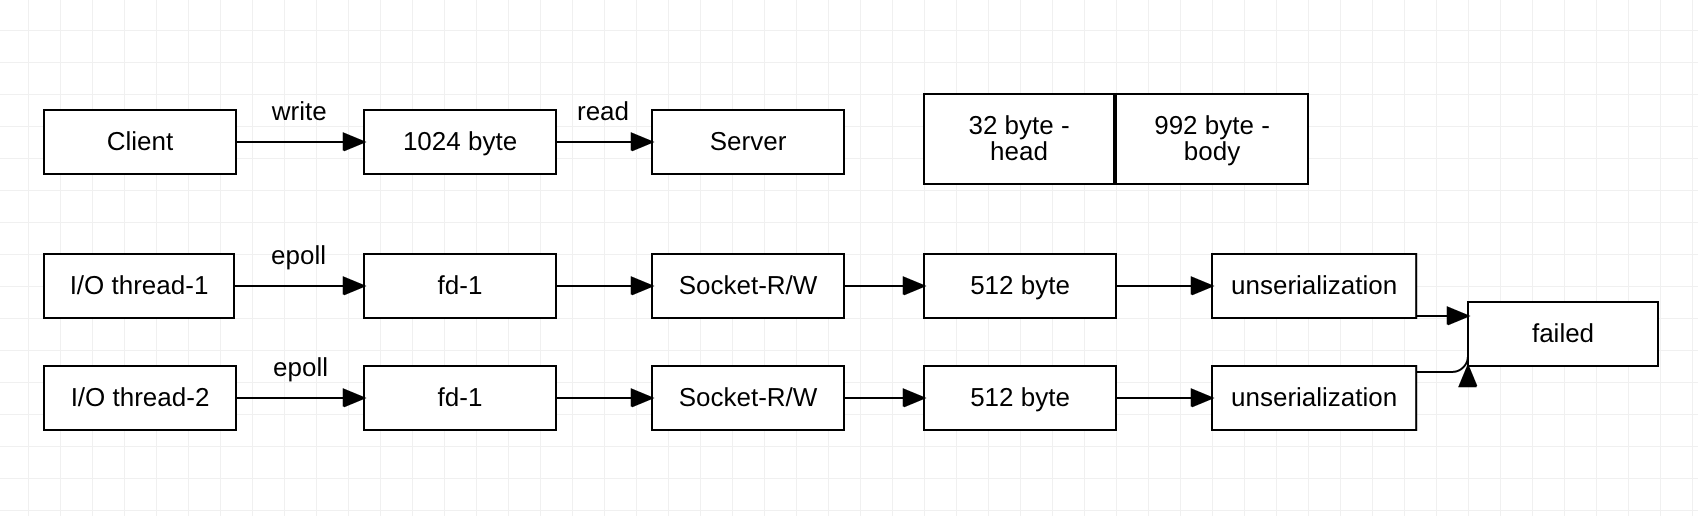 write
read
Client
1024 byte
Server
32 byte -
head
992 byte -
body
epoll
I/O thread-1
fd-1
Socket-R/W
512 byte
unserialization
failed
epoll
I/O thread-2
fd-1
Socket-R/W
512 byte
unserialization